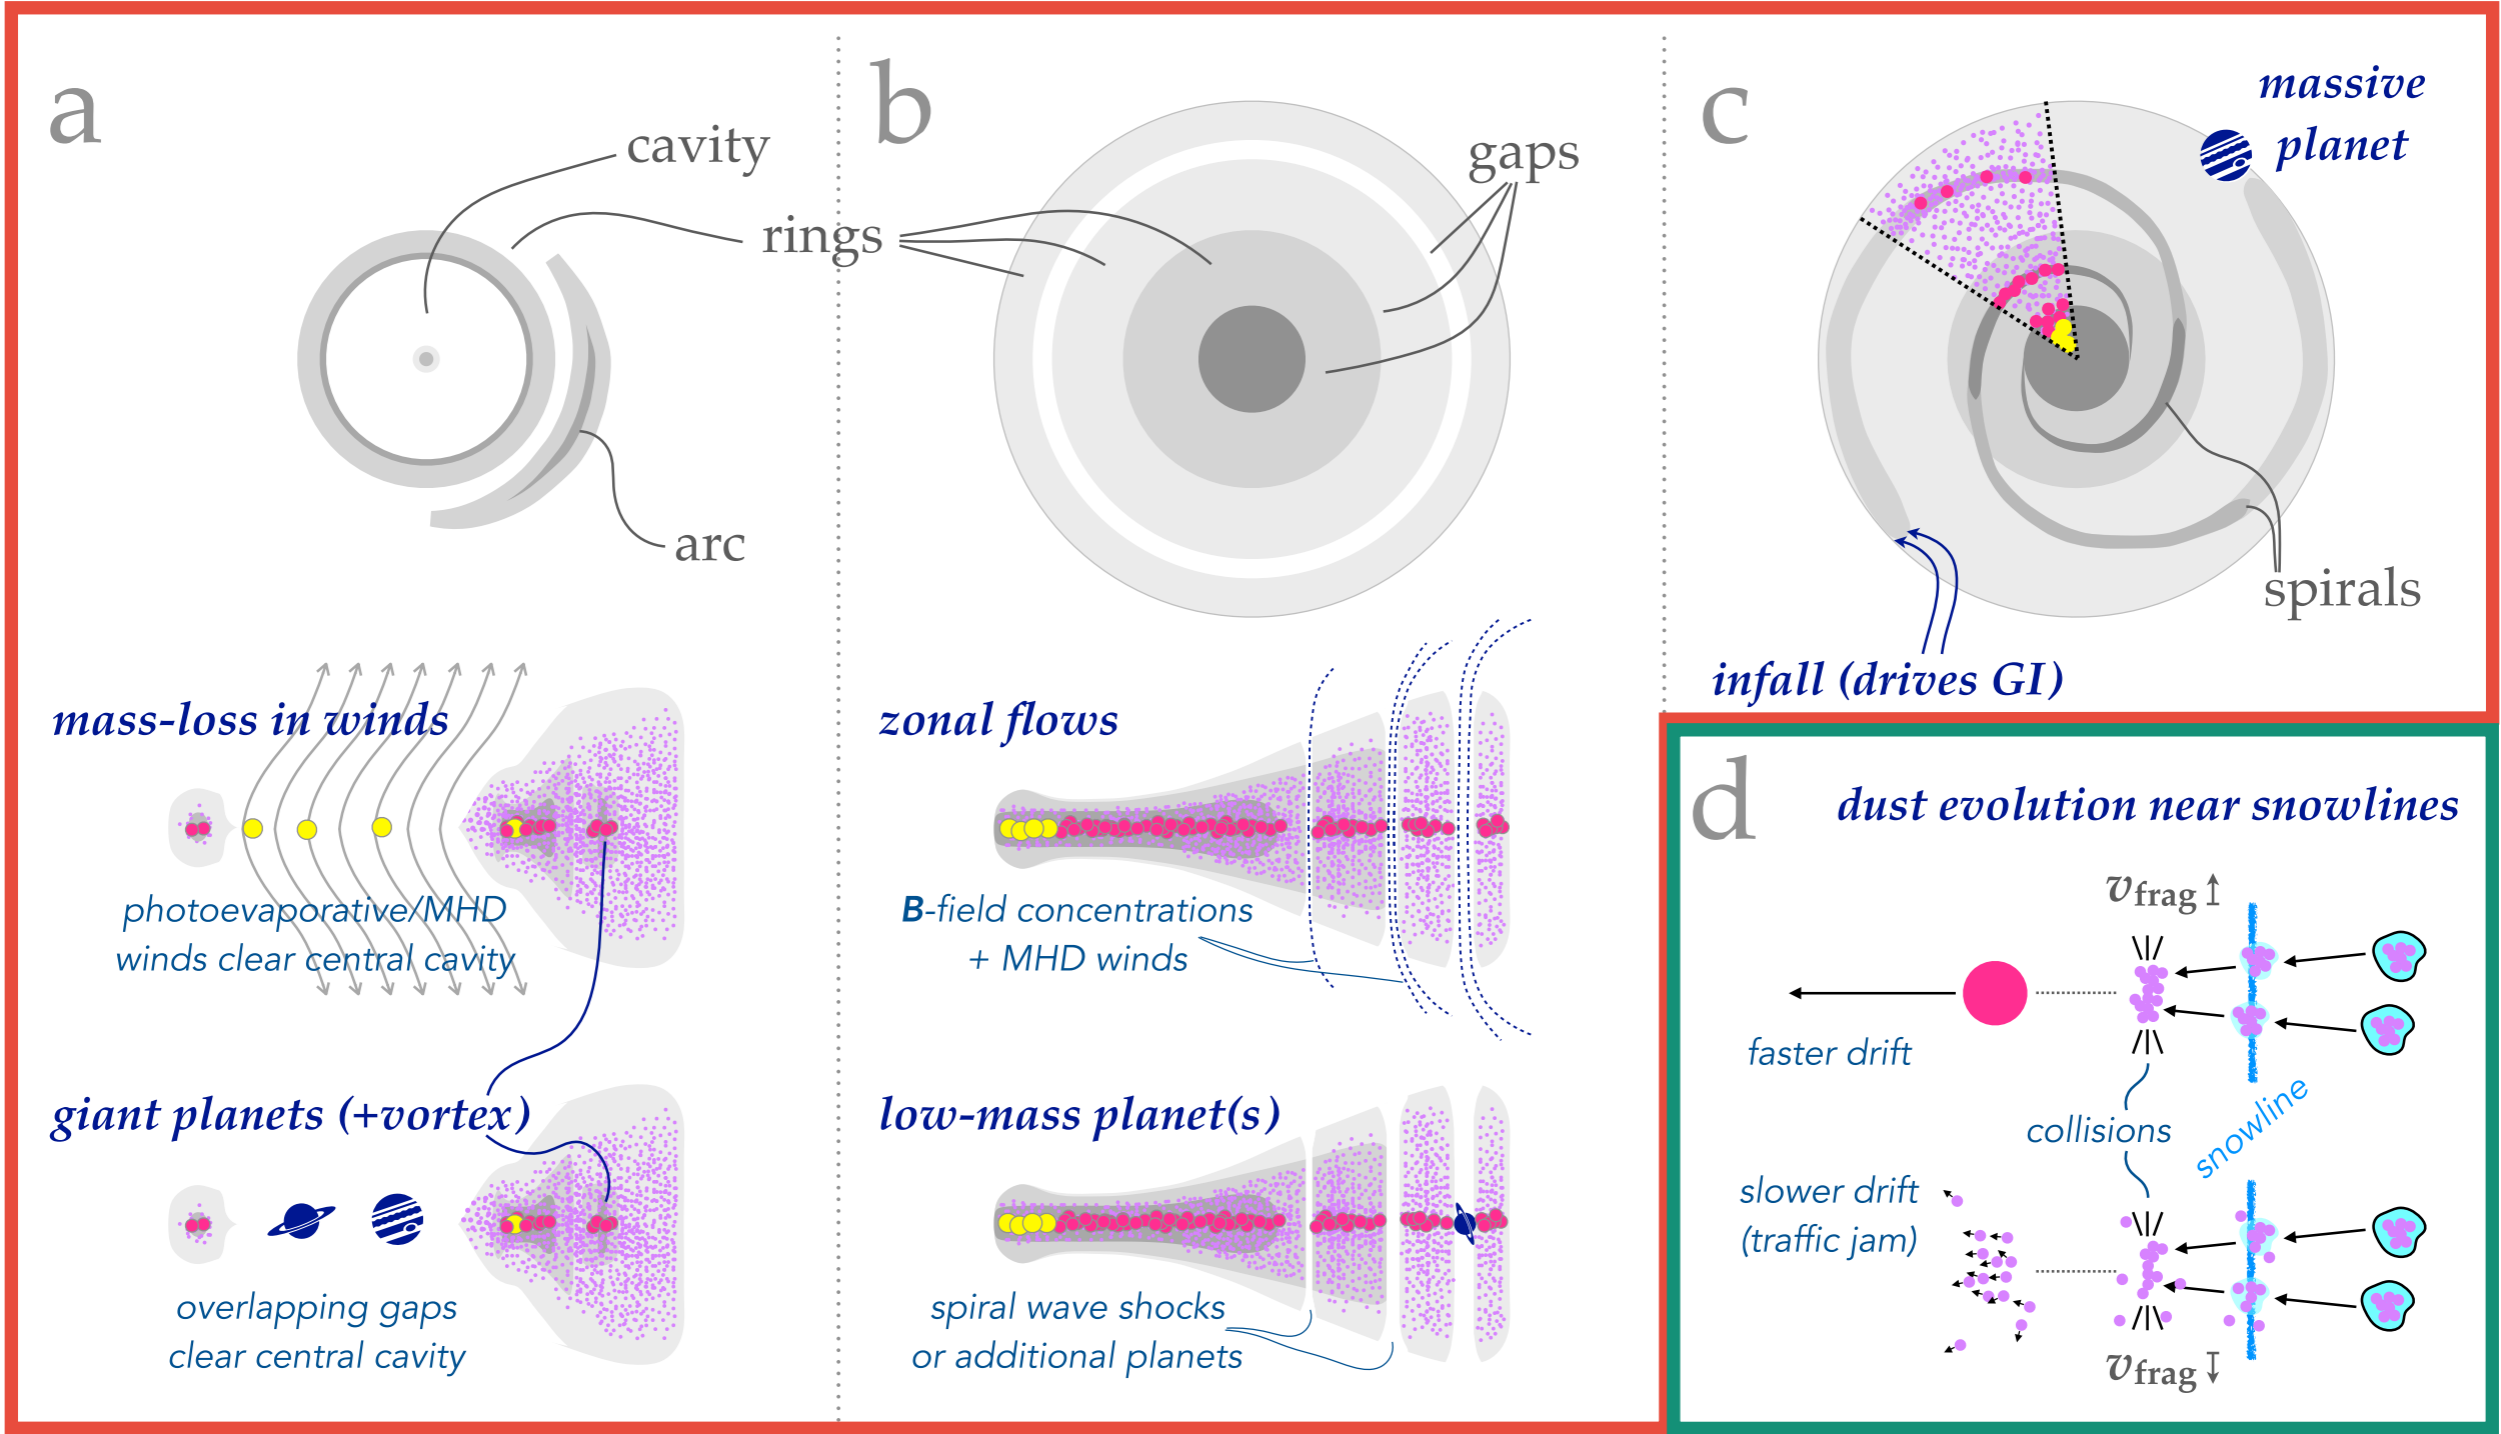 a
cavity
rings
arc
mass-loss in winds
photoevaporative/MHD
winds clear central cavity
giant planets (+vortex)
overlapping gaps
clear central cavity
b
gaps
zonal flows
B-field concentrations
+ MHD winds
low-mass planet(s)
spiral wave shocks
or additional planets
c
massive
planet
spirals
infall (drives GI)
d
dust evolution near snowlines
vfrag ↥
faster drift
collisions
snowline
slower drift
(traffic jam)
vfrag ↧